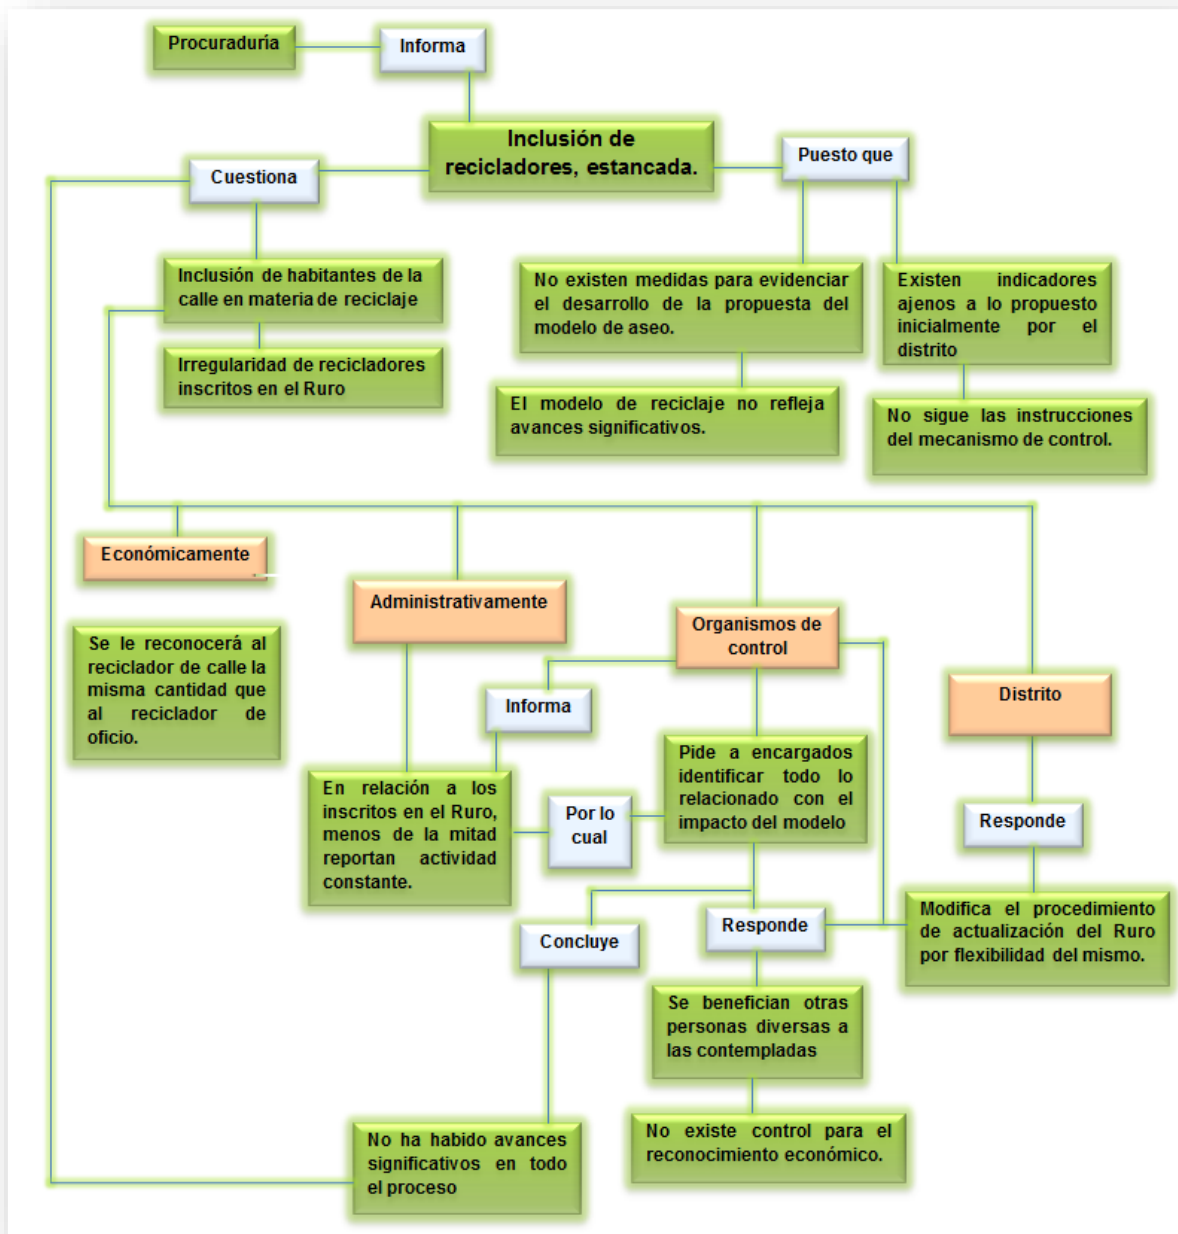 Procuraduría
Informa
Inclusión de
recicladores, estancada.
Puesto que
Cuestiona
Inclusión de habitantes de la
calle en materia de reciclaje
Irregularidad de recicladores
inscritos en el Ruro
No existen medidas para evidenciar
el desarrollo de la propuesta del
modelo de aseo.
El modelo de reciclaje no refleja
avances significativos.
Existen indicadores
ajenos a lo propuesto
inicialmente por el
distrito
No sigue las instrucciones
del mecanismo de control.
Económicamente
Se le reconocerá al
reciclador de calle la
misma cantidad que
al reciclador de
oficio.
Administrativamente
Organismos de
control
Distrito
Informa
En relación a los
inscritos en el Ruro,
menos de la mitad
reportan actividad
constante.
Por lo
cual
Pide a encargados
identificar todo lo
relacionado con el
impacto del modelo
Responde
Modifica el procedimiento
de actualización del Ruro
por flexibilidad del mismo.
Concluye
Responde
Se benefician otras
personas diversas a
las contempladas
No existe control para el
reconocimiento económico.
No ha habido avances
significativos en todo
el proceso